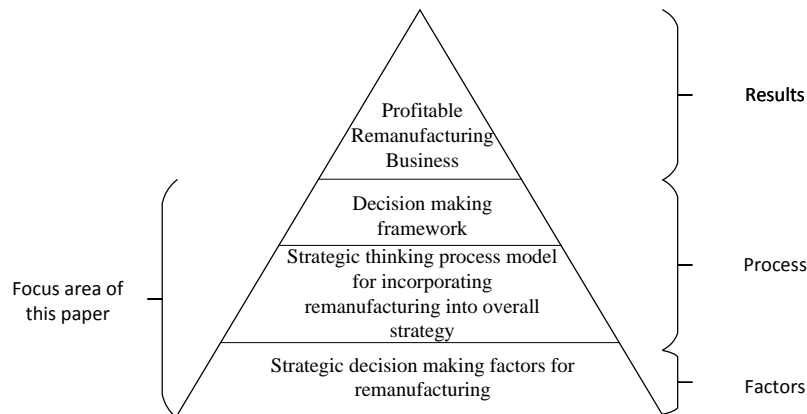 Results
Profitable
Remanufacturing
Business
Decision making
framework
Strategic thinking process model
for incorporating
remanufacturing into overall
strategy
Process
Focus area of
this paper
Strategic decision making factors for
remanufacturing
Factors